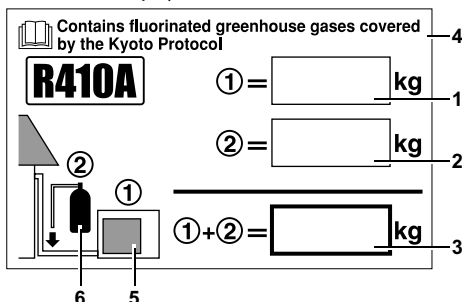 Contains fluorinated greenhouse gases covered
by the Kyoto Protocol
4
R410A
①=
kg
1
②=
kg
2
②
①
①+②=
kg
3
6
5